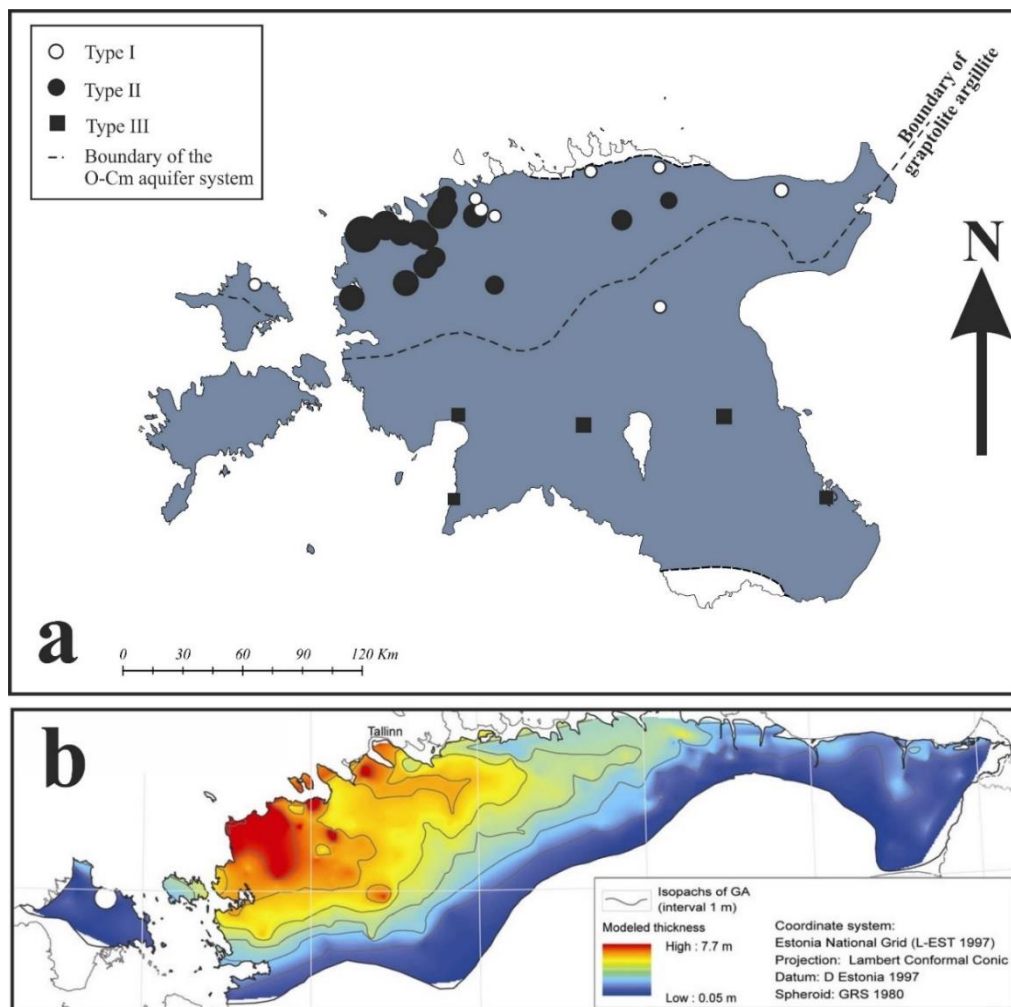 Type I
Type II
Type III
Boundary of the
O-Cm aquifer system
Boundary of
graptolite argillite
N
a
0 30 60 90 120 Km
b
Tallinn
Isopachs of GA
(interval 1 m)
Modeled thickness
High : 7.7 m
Low : 0.05 m
Coordinate system:
Estonia National Grid (L-EST 1997)
Projection: Lambert Conformal Conic
Datum: D Estonia 1997
Spheroid: GRS 1980